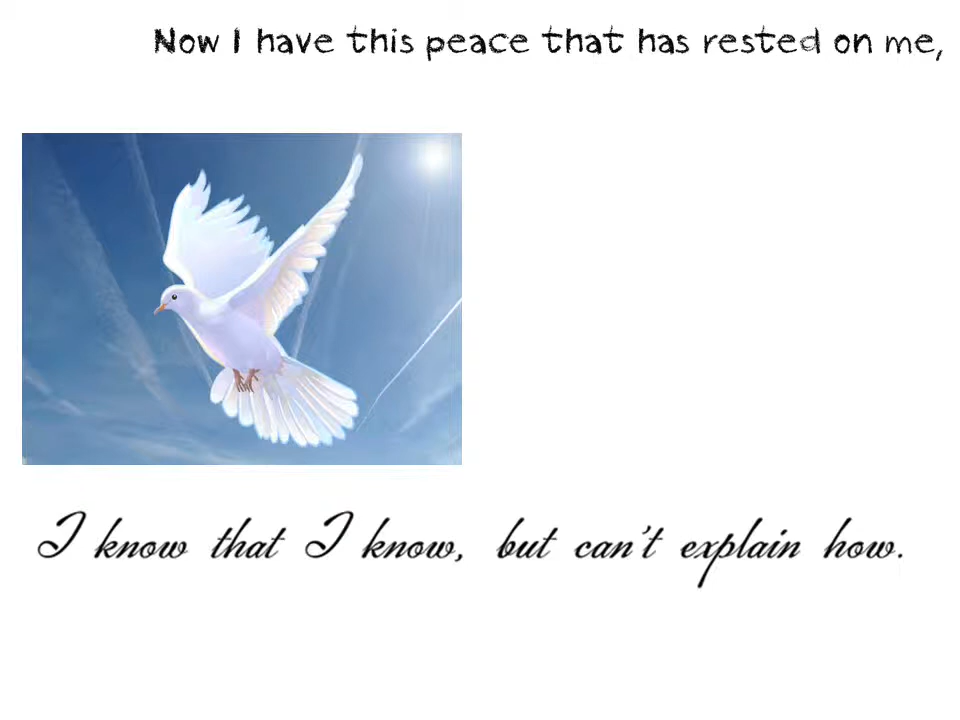 Now I have this peace that has rested on me,
I know that I know, but can't explain how.